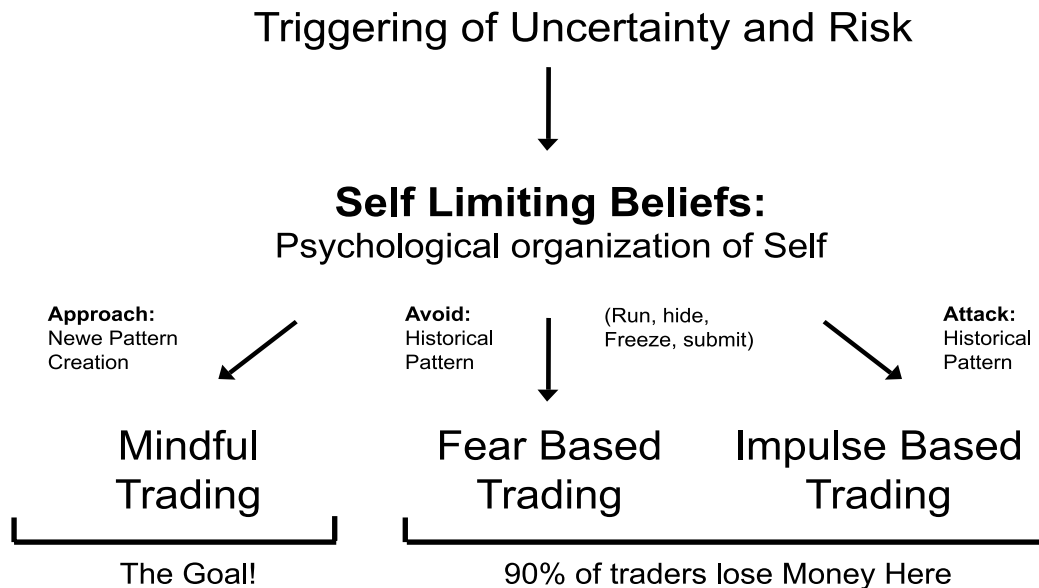 Triggering of Uncertainty and Risk
Self Limiting Beliefs:
Psychological organization of Self
Approach:
Newe Pattern
Creation
Avoid:
Historical
Pattern
(Run, hide,
Freeze, submit)
Attack:
Historical
Pattern
Mindful
Trading
Fear Based
Trading
Impulse Based
Trading
The Goal!
90% of traders lose Money Here